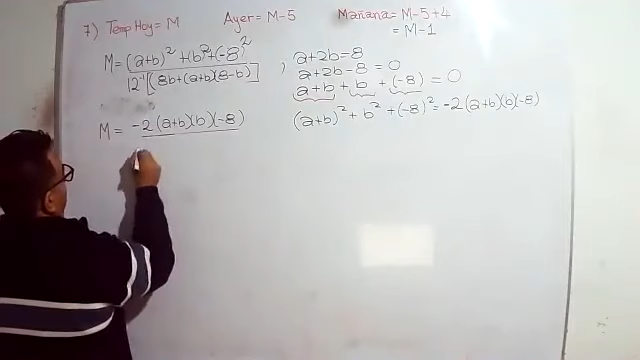 7) Temp Hoy = M    Ayer = M-5    Mañana = M-5+4
= M-1
M = (a+b)² + (b)² + (-8)²
12⁻¹[8b+(a+b)(8-b)]
, a+2b=8
a+2b-8=0
a+b + b + (-8) = 0
(a+b)² + b² + (-8)² = -2(a+b)(b)(-8)
M = -2(a+b)(b)(-8)